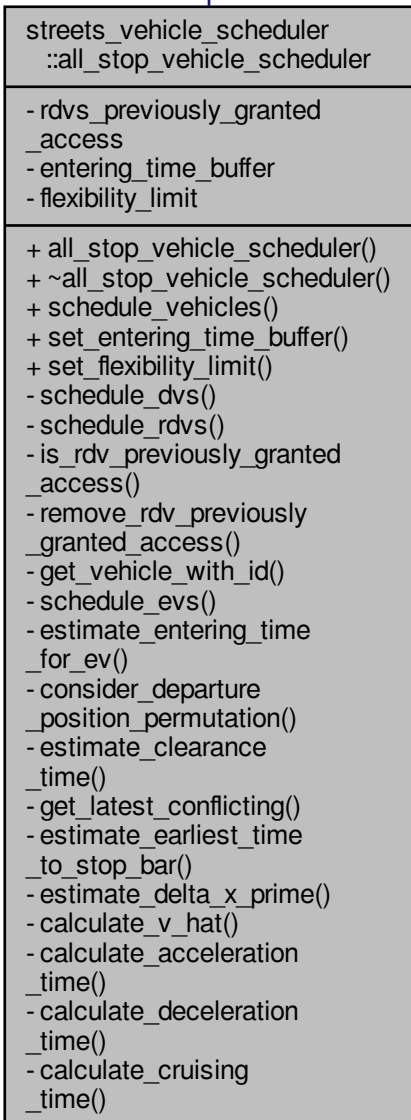 streets_vehicle_scheduler
::all_stop_vehicle_scheduler
- rdvs_previously_granted
_access
- entering_time_buffer
- flexibility_limit
+ all_stop_vehicle_scheduler()
+ ~all_stop_vehicle_scheduler()
+ schedule_vehicles()
+ set_entering_time_buffer()
+ set_flexibility_limit()
- schedule_dvs()
- schedule_rdvs()
- is_rdv_previously_granted
_access()
- remove_rdv_previously
_granted_access()
- get_vehicle_with_id()
- schedule_evs()
- estimate_entering_time
_for_ev()
- consider_departure
_position_permutation()
- estimate_clearance
_time()
- get_latest_conflicting()
- estimate_earliest_time
_to_stop_bar()
- estimate_delta_x_prime()
- calculate_v_hat()
- calculate_acceleration
_time()
- calculate_deceleration
_time()
- calculate_cruising
_time()